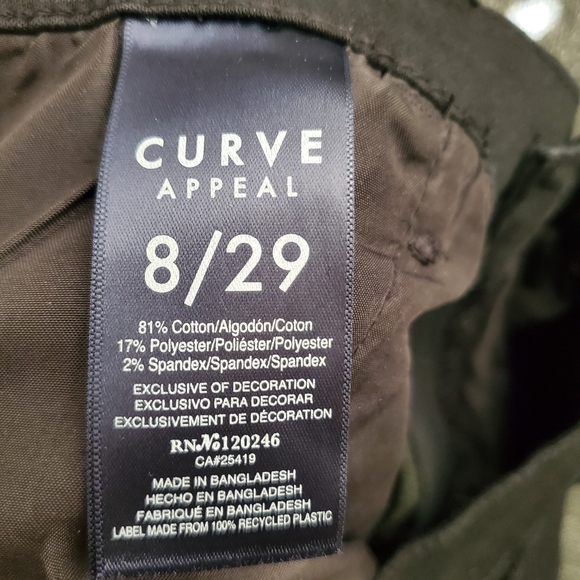 CURVE
APPEAL
8/29
81% Cotton/Algodón/Coton
17% Polyester/Poliéster/Polyester
2% Spandex/Spandex/Spandex
EXCLUSIVE OF DECORATION
EXCLUSIVO PARA DECORAR
EXCLUSIVEMENT DE DÉCORATION
RN№120246
CA#25419
MADE IN BANGLADESH
HECHO EN BANGLADESH
FABRIQUÉ EN BANGLADESH
LABEL MADE FROM 100% RECYCLED PLASTIC